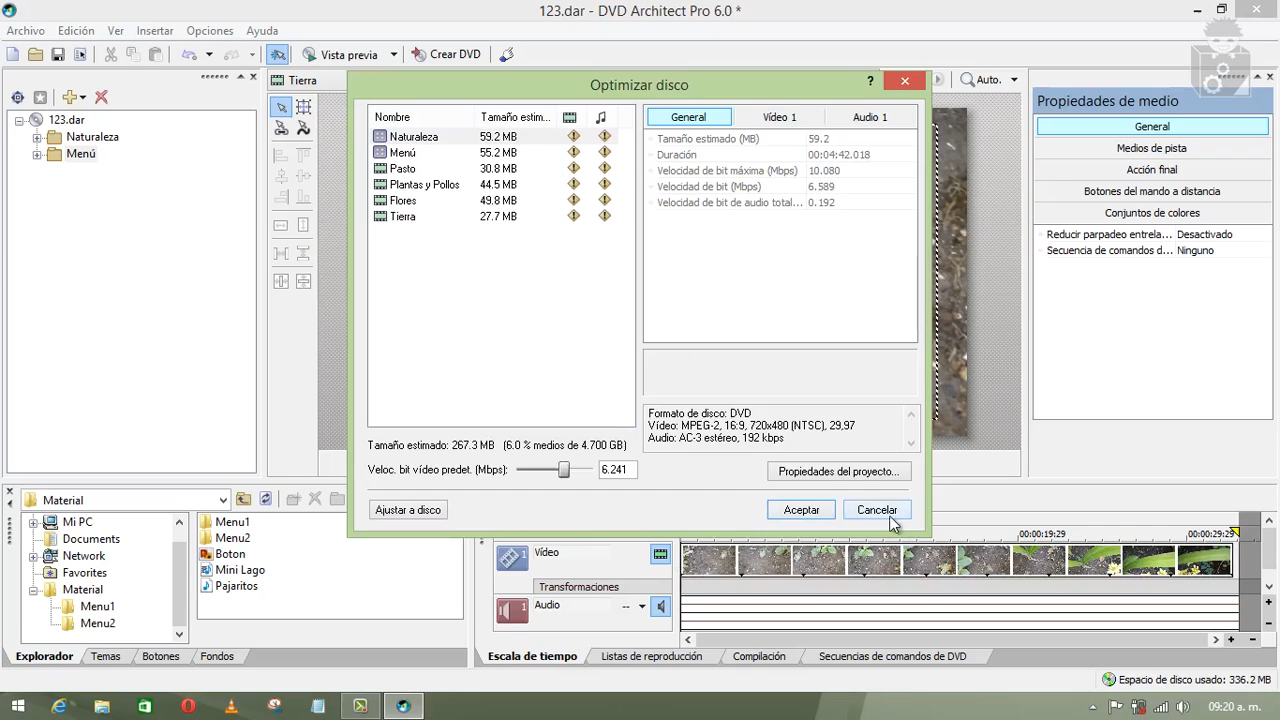 123.dar - DVD Architect Pro 6.0 *
Archivo Edición Ver Insertar Opciones Ayuda
Vista previa Crear DVD
Tierra
Auto.
123.dar
Naturaleza
Menú
Optimizar disco
?
Nombre Tamaño estim...
Naturaleza 59.2 MB
Menú 55.2 MB
Pasto 30.8 MB
Plantas y Pollos 44.5 MB
Flores 49.8 MB
Tierra 27.7 MB
General Vídeo 1 Audio 1
Tamaño estimado (MB) 59.2
Duración 00:04:42.018
Velocidad de bit máxima (Mbps) 10.080
Velocidad de bit (Mbps) 6.589
Velocidad de bit de audio total... 0.192
Formato de disco: DVD
Vídeo: MPEG-2, 16:9, 720x480 (NTSC), 29,97
Audio: AC-3 estéreo, 192 kbps
Tamaño estimado: 267.3 MB (6.0 % medios de 4.700 GB)
Veloc. bit vídeo predet. (Mbps): 6.241
Propiedades del proyecto...
Ajustar a disco
Aceptar
Cancelar
Propiedades de medio
General
Medios de pista
Acción final
Botones del mando a distancia
Conjuntos de colores
Reducir parpadeo entrela... Desactivado
Secuencia de comandos d... Ninguno
Material
Mi PC
Documents
Network
Favorites
Material
Menu1
Menu2
Menu1
Menu2
Boton
Mini Lago
Pajaritos
Explorador Temas Botones Fondos
00:00:19:29 00:00:29:29
1 Vídeo
Transformaciones
1 Audio --
Escala de tiempo Listas de reproducción Compilación Secuencias de comandos de DVD
Espacio de disco usado: 336.2 MB
09:20 a. m.